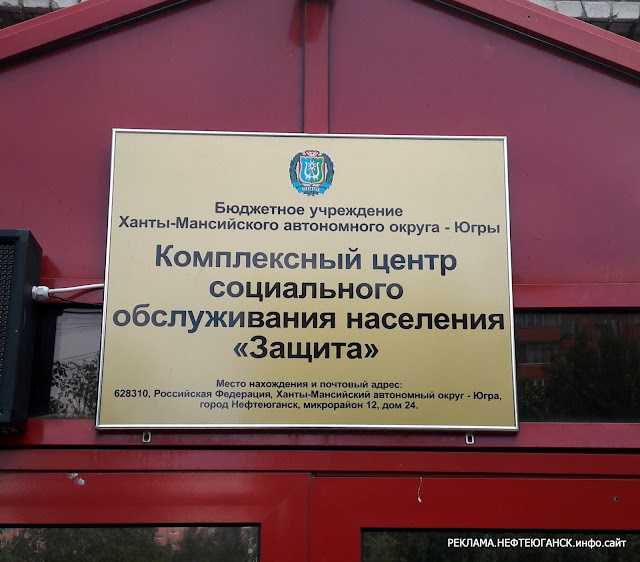 Бюджетное учреждение
Ханты-Мансийского автономного округа - Югры
Комплексный центр
социального
обслуживания населения
«Защита»
Место нахождения и почтовый адрес:
628310, Российская Федерация, Ханты-Мансийский автономный округ - Югра,
город Нефтеюганск, микрорайон 12, дом 24.
РЕКЛАМА.НЕФТЕЮГАНСК.инфо.сайт